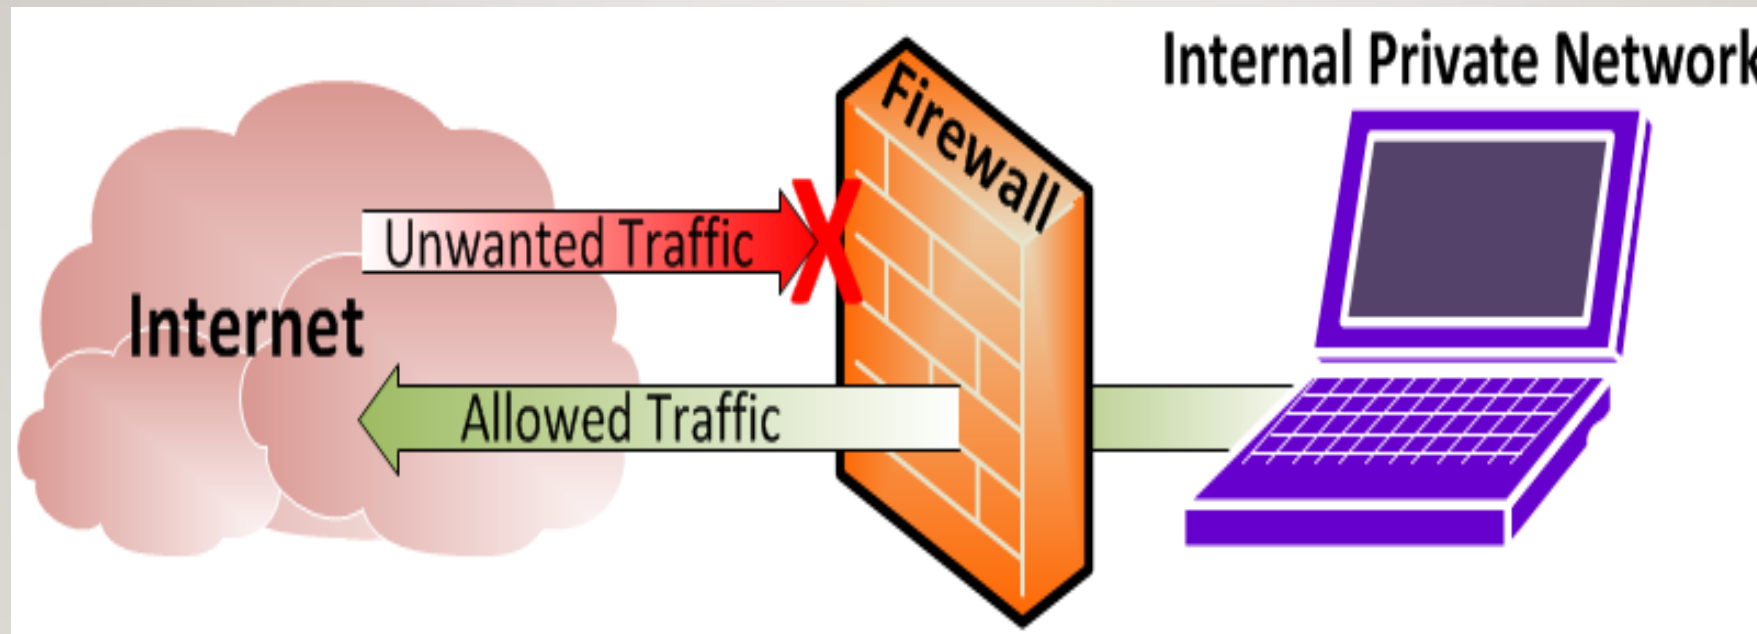 Internal Private Network
Firewall
Unwanted Traffic
Internet
Allowed Traffic